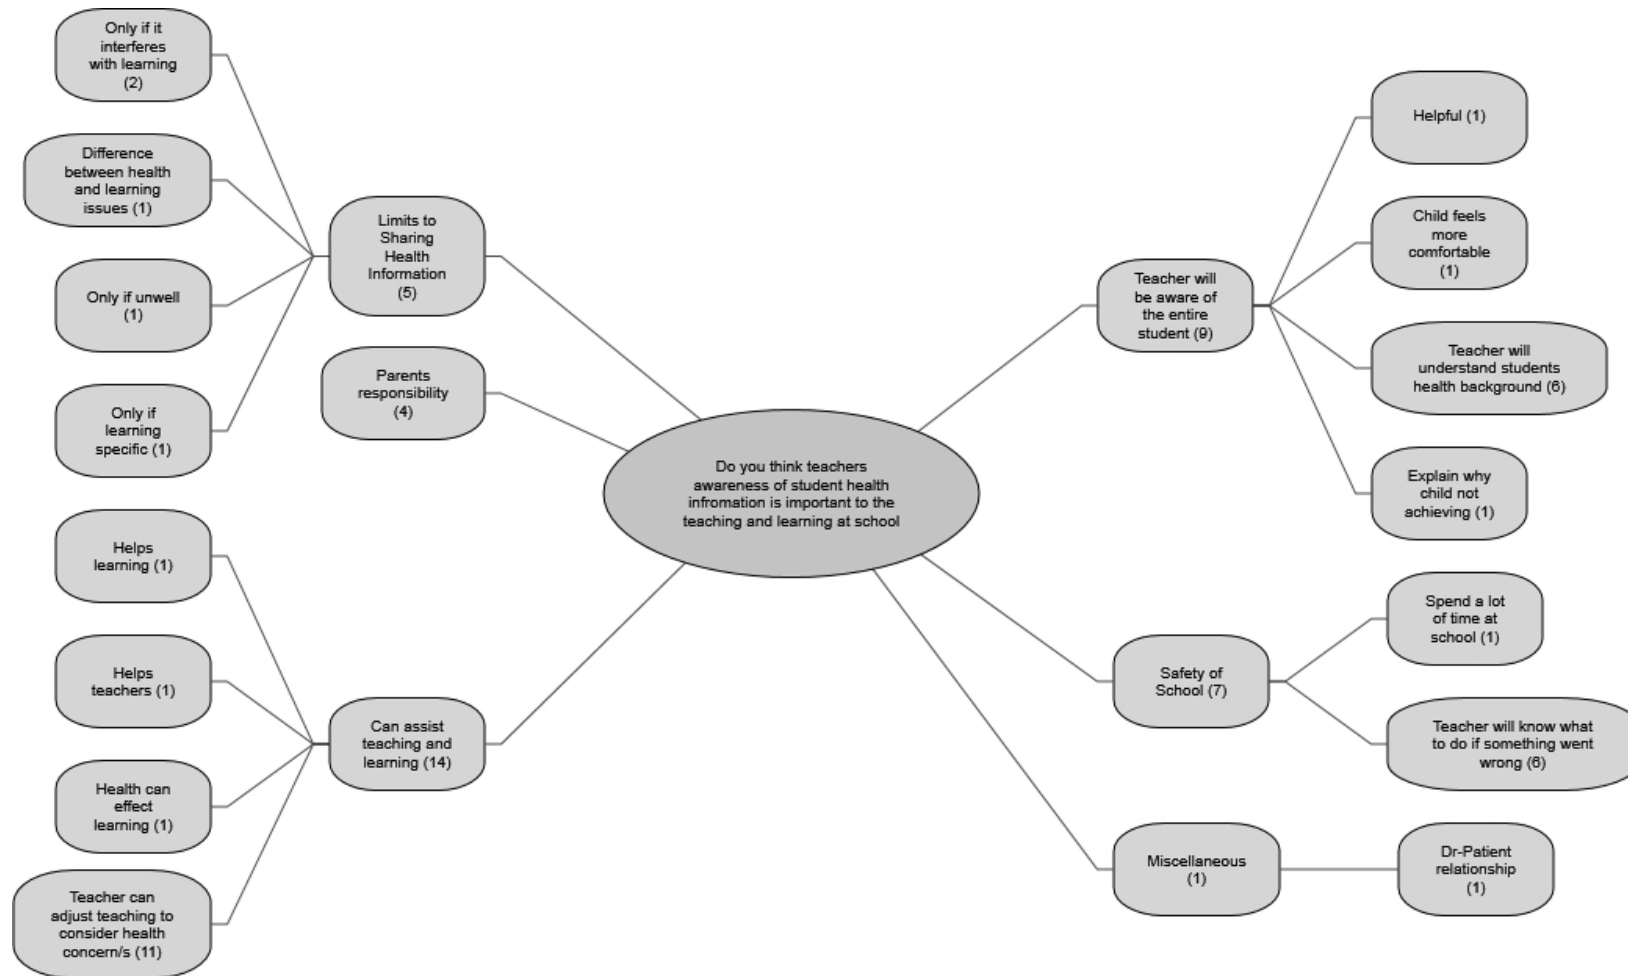 Only if it
interferes
with learning
(2)
Difference
between health
and learning
issues (1)
Only if unwell
(1)
Only if
learning
specific (1)
Limits to
Sharing
Health
Information
(5)
Parents
responsibility
(4)
Helps
learning (1)
Helps
teachers (1)
Health can
effect
learning (1)
Teacher can
adjust teaching to
consider health
concern/s (11)
Can assist
teaching and
learning (14)
Do you think teachers
awareness of student health
infromation is important to the
teaching and learning at school
Teacher will
be aware of
the entire
student (9)
Helpful (1)
Child feels
more
comfortable
(1)
Teacher will
understand students
health background (6)
Explain why
child not
achieving (1)
Safety of
School (7)
Spend a lot
of time at
school (1)
Teacher will know what
to do if something went
wrong (6)
Miscellaneous
(1)
Dr-Patient
relationship
(1)